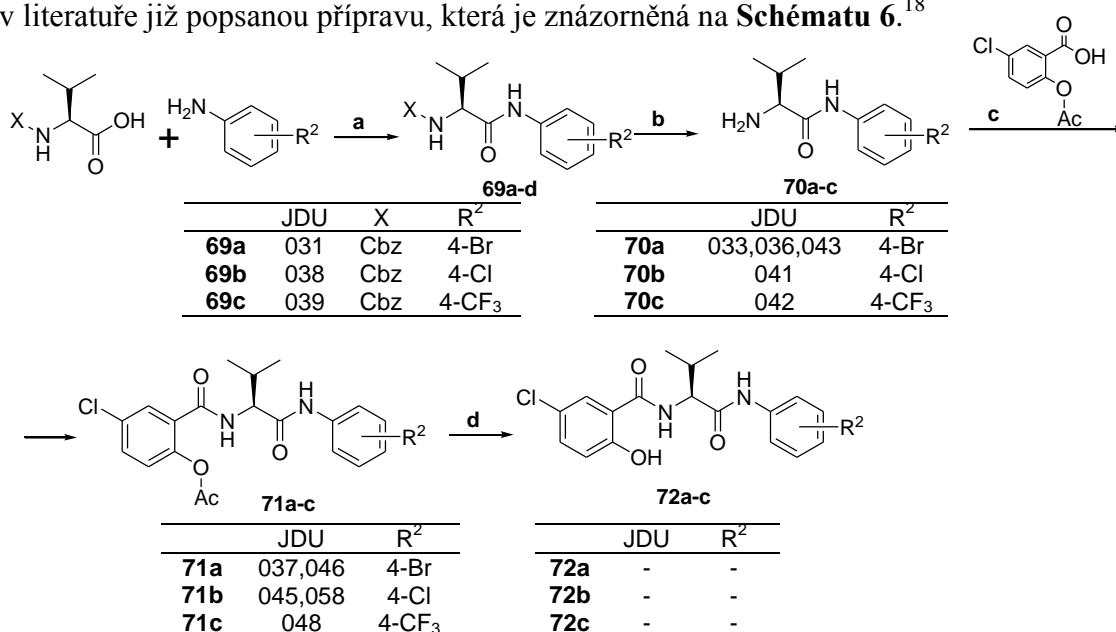 v literatuře již popsanou přípravu, která je znázorněná na Schématu 6.18
X N H OH O + H2N R2 a X N H H N O R2 b H2N H N O R2 c Cl O OH O Ac
69a-d 70a-c
JDU X R2
69a 031 Cbz 4-Br
69b 038 Cbz 4-Cl
69c 039 Cbz 4-CF3
JDU R2
70a 033,036,043 4-Br
70b 041 4-Cl
70c 042 4-CF3
Cl O N H O H N R2 O Ac d Cl O N H O H N R2 OH
71a-c 72a-c
JDU R2
71a 037,046 4-Br
71b 045,058 4-Cl
71c 048 4-CF3
JDU R2
72a - -
72b - -
72c - -